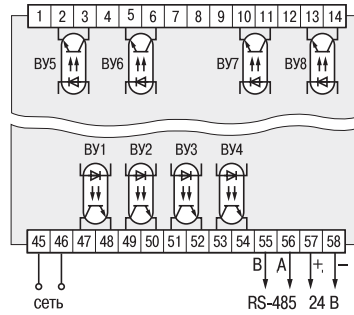 1 2 3 4 5 6 7 8 9 10 11 12 13 14
ВУ5 ВУ6 ВУ7 ВУ8
ВУ1 ВУ2 ВУ3 ВУ4
45 46 47 48 49 50 51 52 53 54 55 56 57 58
B A + −
сеть RS-485 24 В